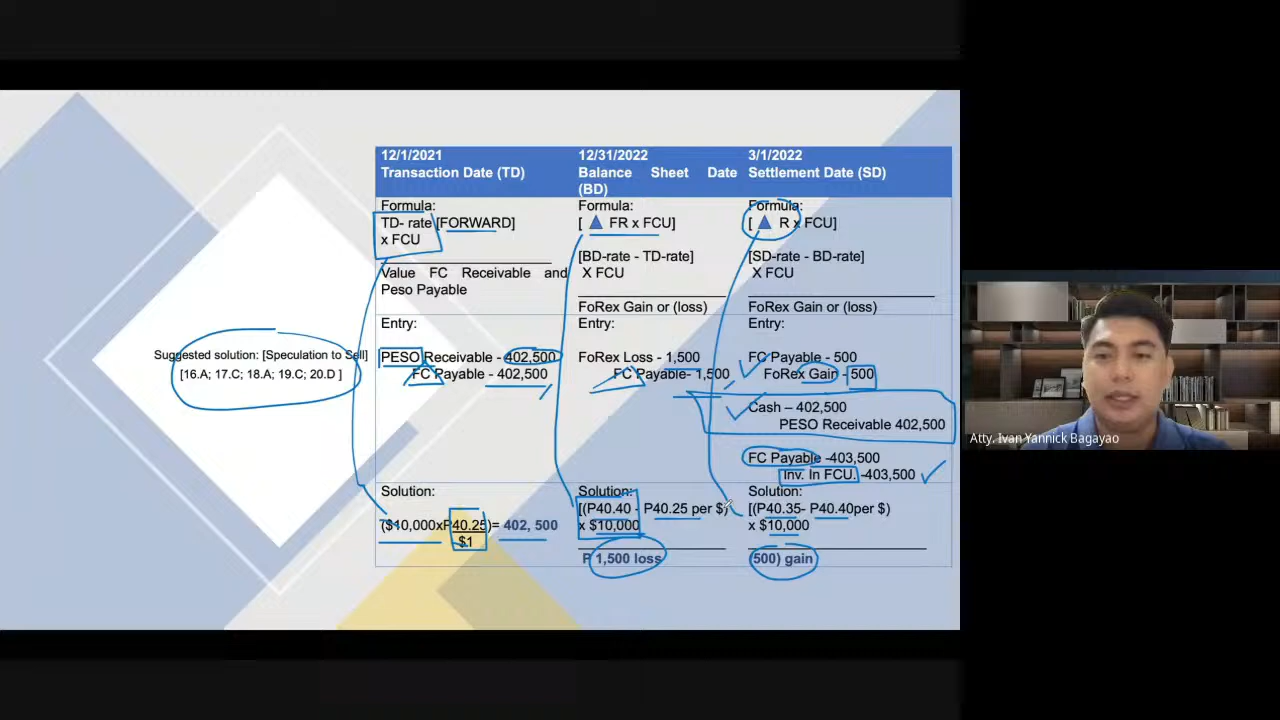 12/1/2021
Transaction Date (TD)
12/31/2022
Balance Sheet Date
(BD)
3/1/2022
Settlement Date (SD)
Formula:
TD- rate [FORWARD]
x FCU
Value FC Receivable and
Peso Payable
Formula:
[ FR x FCU]
[BD-rate - TD-rate]
X FCU
FoRex Gain or (loss)
Formula:
[ R x FCU]
[SD-rate - BD-rate]
X FCU
FoRex Gain or (loss)
Suggested solution: [Speculation to Sell]
[16.A; 17.C; 18.A; 19.C; 20.D ]
Entry:
PESO Receivable - 402,500
FC Payable - 402,500
Entry:
FoRex Loss - 1,500
FC Payable- 1,500
Entry:
FC Payable - 500
FoRex Gain - 500
Cash – 402,500
PESO Receivable 402,500
FC Payable -403,500
Inv. In FCU. -403,500
Solution:
($10,000xP40.25)= 402, 500
$1
Solution:
[(P40.40 - P40.25 per $)
x $10,000
P 1,500 loss
Solution:
[(P40.35- P40.40per $)
x $10,000
(500) gain
Atty. Ivan Yannick Bagayao